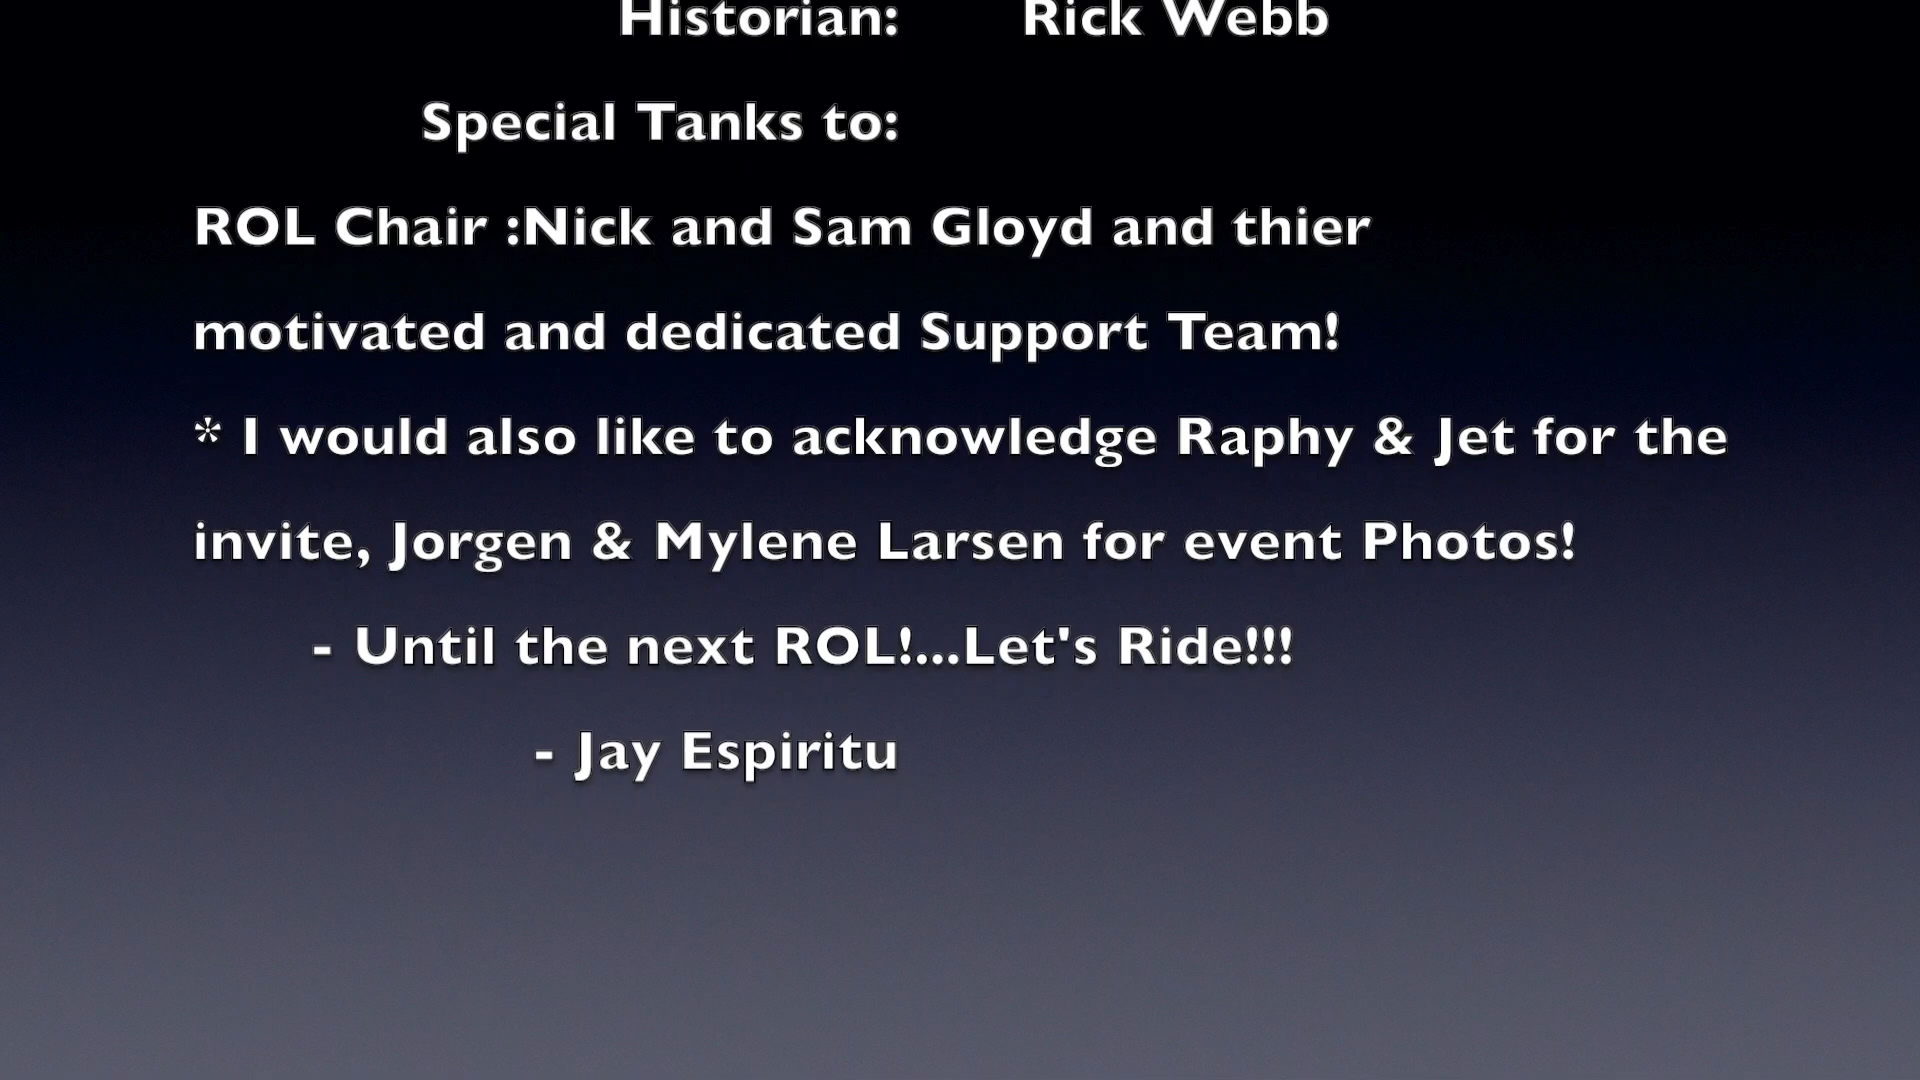 Historian: Rick Webb
Special Tanks to:
ROL Chair :Nick and Sam Gloyd and thier
motivated and dedicated Support Team!
* I would also like to acknowledge Raphy & Jet for the
invite, Jorgen & Mylene Larsen for event Photos!
- Until the next ROL!...Let's Ride!!!
- Jay Espiritu